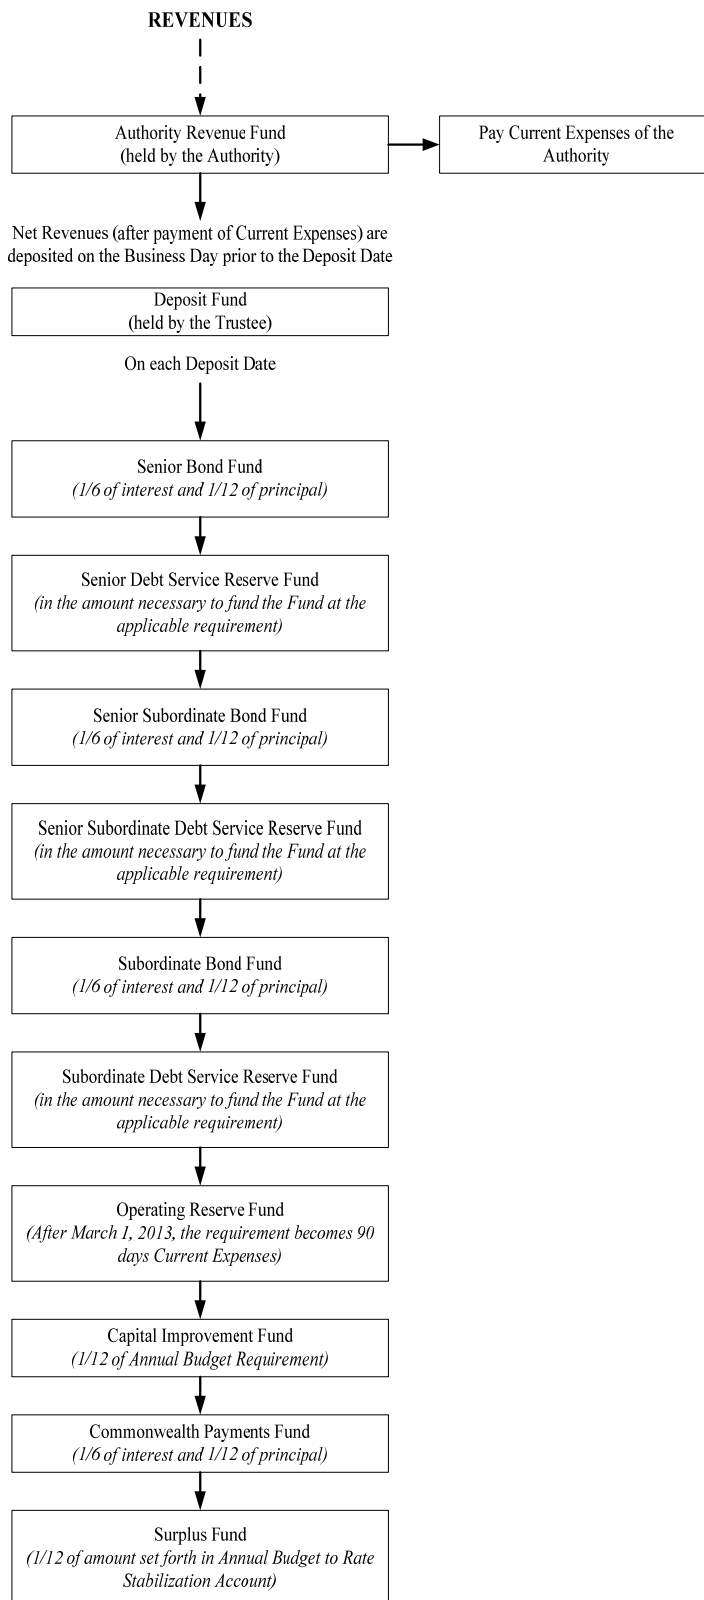 REVENUES
Authority Revenue Fund
(held by the Authority)
Pay Current Expenses of the
Authority
Net Revenues (after payment of Current Expenses) are
deposited on the Business Day prior to the Deposit Date
Deposit Fund
(held by the Trustee)
On each Deposit Date
Senior Bond Fund
(1/6 of interest and 1/12 of principal)
Senior Debt Service Reserve Fund
(in the amount necessary to fund the Fund at the
applicable requirement)
Senior Subordinate Bond Fund
(1/6 of interest and 1/12 of principal)
Senior Subordinate Debt Service Reserve Fund
(in the amount necessary to fund the Fund at the
applicable requirement)
Subordinate Bond Fund
(1/6 of interest and 1/12 of principal)
Subordinate Debt Service Reserve Fund
(in the amount necessary to fund the Fund at the
applicable requirement)
Operating Reserve Fund
(After March 1, 2013, the requirement becomes 90
days Current Expenses)
Capital Improvement Fund
(1/12 of Annual Budget Requirement)
Commonwealth Payments Fund
(1/6 of interest and 1/12 of principal)
Surplus Fund
(1/12 of amount set forth in Annual Budget to Rate
Stabilization Account)